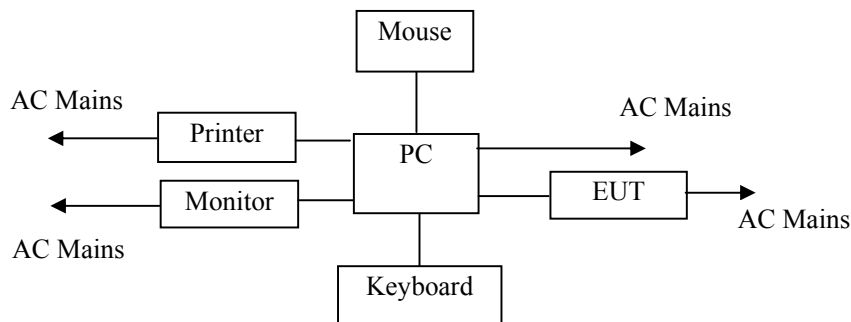 Mouse
AC Mains
AC Mains
Printer
PC
Monitor
EUT
AC Mains
AC Mains
Keyboard